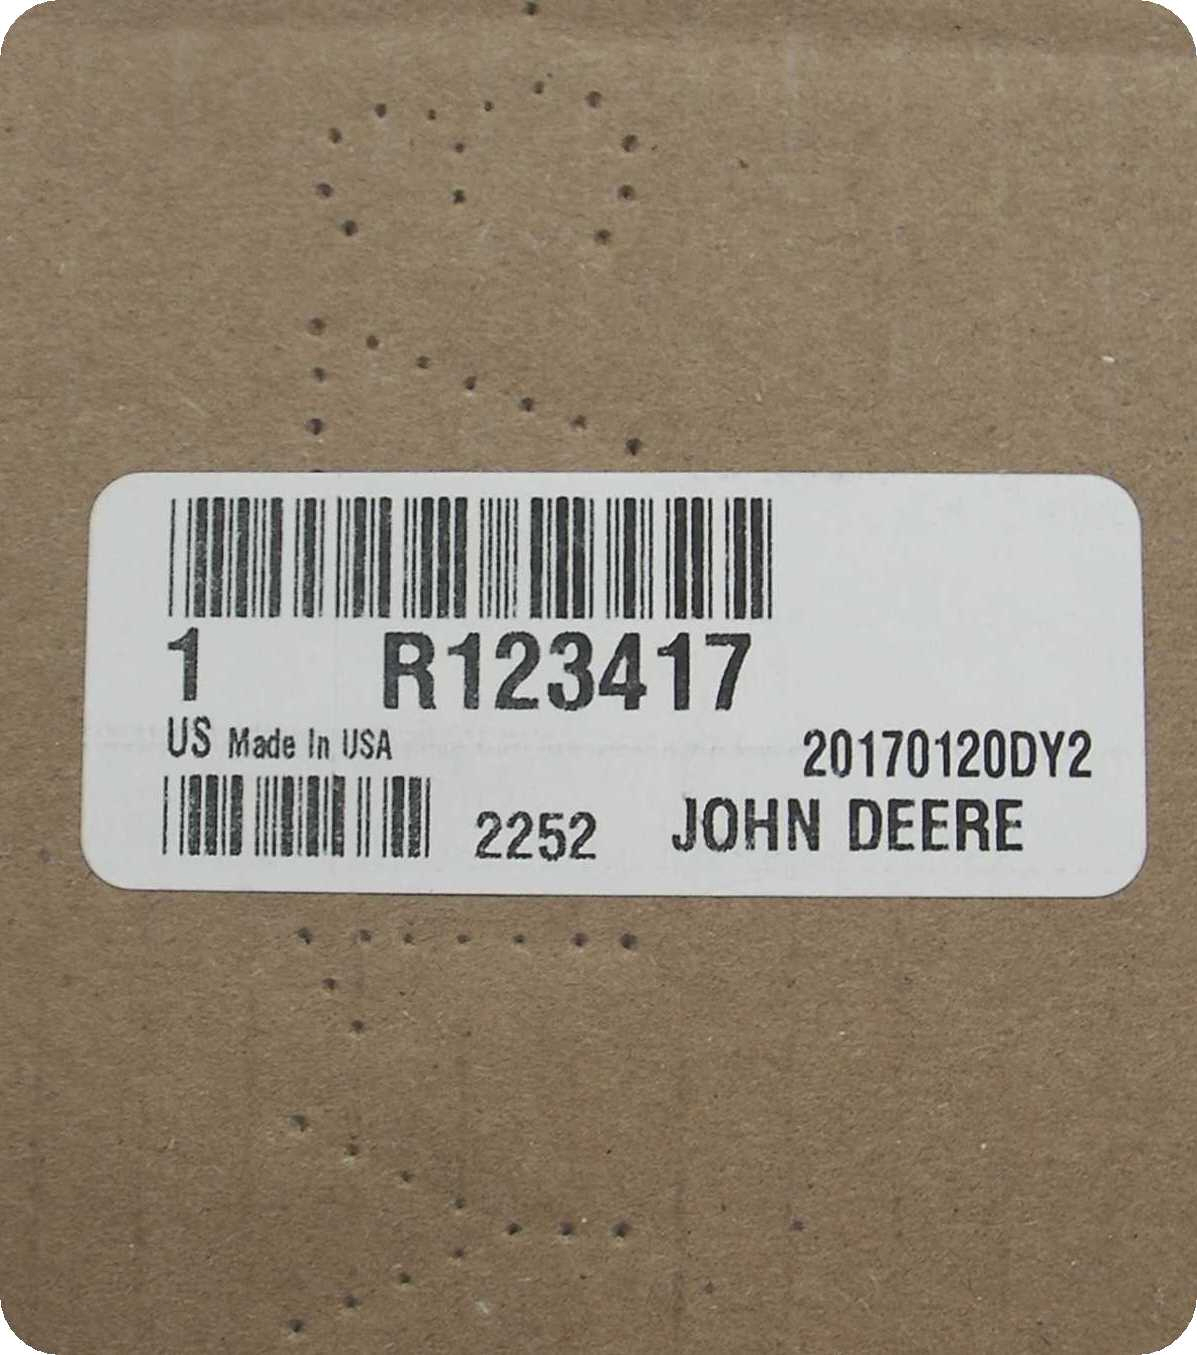 1 R123417
US Made In USA
20170120DY2
2252 JOHN DEERE